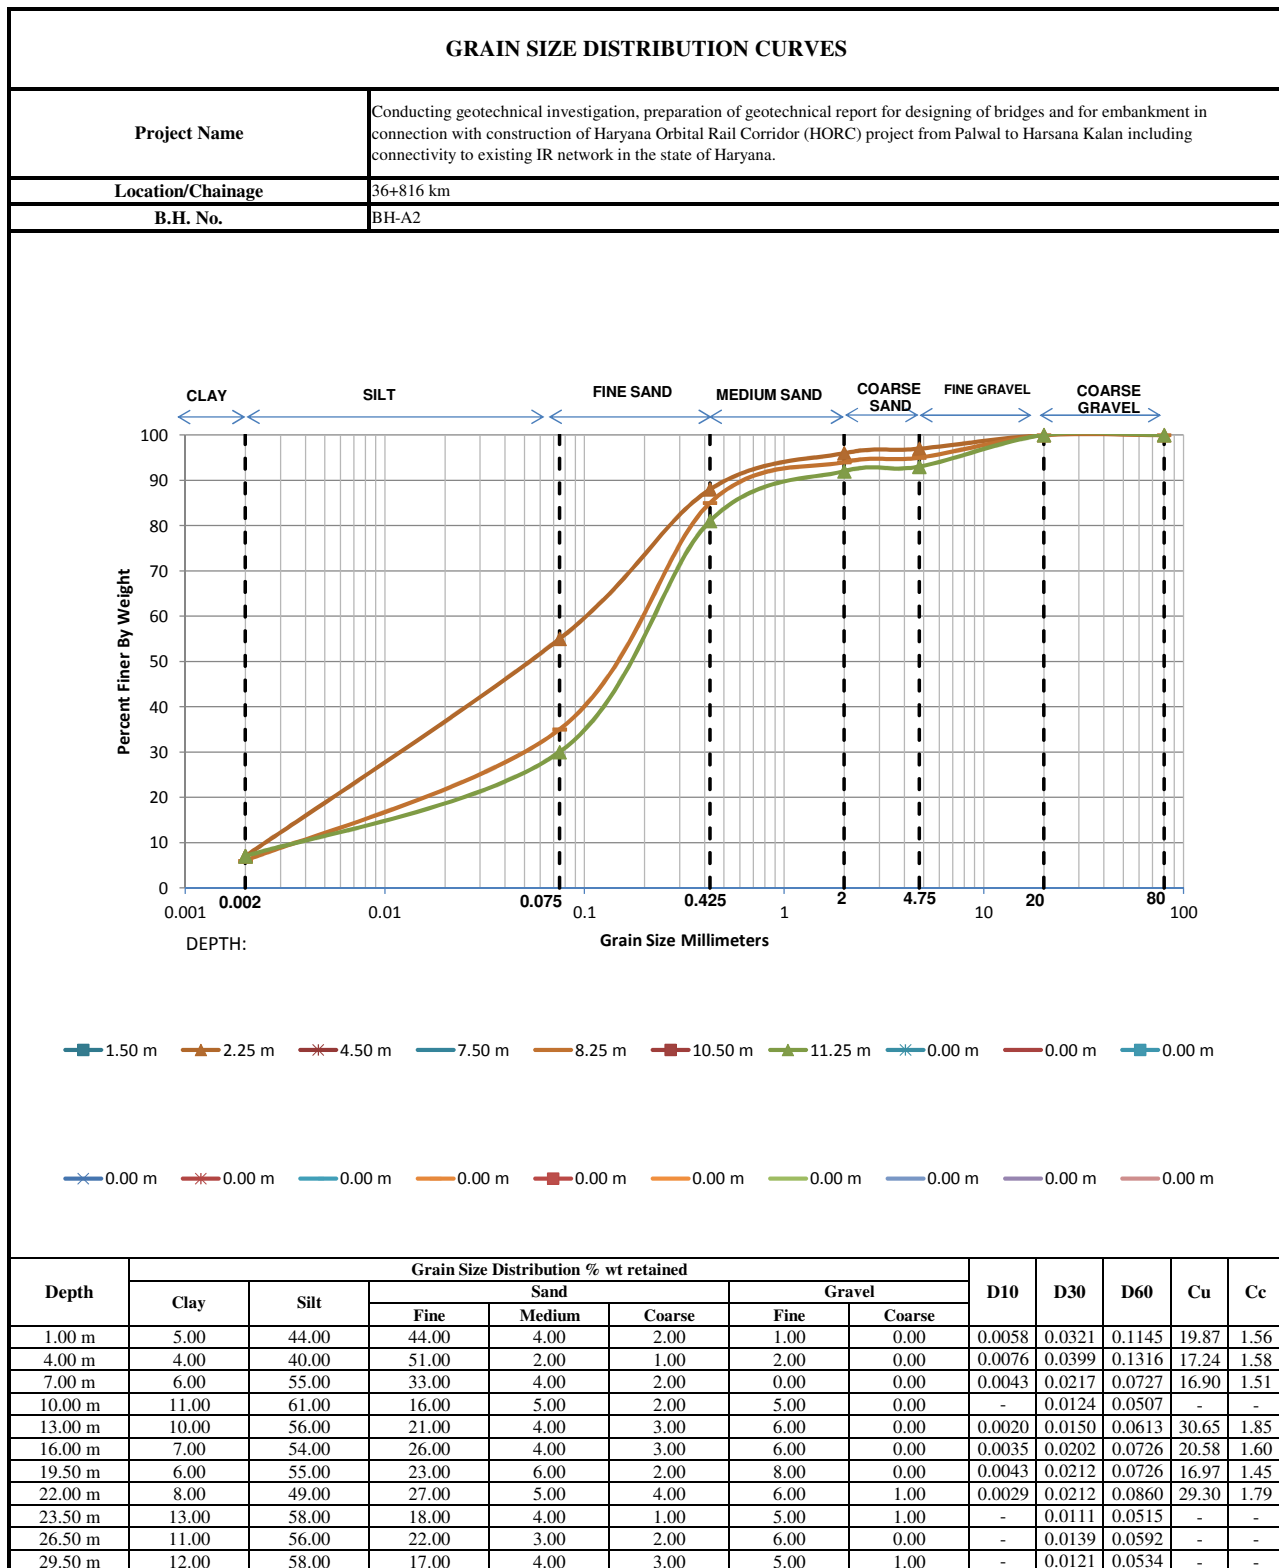 GRAIN SIZE DISTRIBUTION CURVES
Project Name
Conducting geotechnical investigation, preparation of geotechnical report for designing of bridges and for embankment in
connection with construction of Haryana Orbital Rail Corridor (HORC) project from Palwal to Harsana Kalan including
connectivity to existing IR network in the state of Haryana.
Location/Chainage 36+816 km
B.H. No. BH-A2
CLAY SILT FINE SAND MEDIUM SAND COARSE SAND FINE GRAVEL COARSE GRAVEL
100
90
80
70
60
50
40
30
20
10
0
Percent Finer By Weight
0.002 0.075 0.425 2 4.75 20 80
0.001 0.01 0.1 1 10 100
DEPTH: Grain Size Millimeters
1.50 m 2.25 m 4.50 m 7.50 m 8.25 m 10.50 m 11.25 m 0.00 m 0.00 m 0.00 m
0.00 m 0.00 m 0.00 m 0.00 m 0.00 m 0.00 m 0.00 m 0.00 m 0.00 m 0.00 m
Depth Grain Size Distribution % wt retained D10 D30 D60 Cu Cc
Clay Silt Sand Gravel
Fine Medium Coarse Fine Coarse
1.00 m 5.00 44.00 44.00 4.00 2.00 1.00 0.00 0.0058 0.0321 0.1145 19.87 1.56
4.00 m 4.00 40.00 51.00 2.00 1.00 2.00 0.00 0.0076 0.0399 0.1316 17.24 1.58
7.00 m 6.00 55.00 33.00 4.00 2.00 0.00 0.00 0.0043 0.0217 0.0727 16.90 1.51
10.00 m 11.00 61.00 16.00 5.00 2.00 5.00 0.00 - 0.0124 0.0507 - -
13.00 m 10.00 56.00 21.00 4.00 3.00 6.00 0.00 0.0020 0.0150 0.0613 30.65 1.85
16.00 m 7.00 54.00 26.00 4.00 3.00 6.00 0.00 0.0035 0.0202 0.0726 20.58 1.60
19.50 m 6.00 55.00 23.00 6.00 2.00 8.00 0.00 0.0043 0.0212 0.0726 16.97 1.45
22.00 m 8.00 49.00 27.00 5.00 4.00 6.00 1.00 0.0029 0.0212 0.0860 29.30 1.79
23.50 m 13.00 58.00 18.00 4.00 1.00 5.00 1.00 - 0.0111 0.0515 - -
26.50 m 11.00 56.00 22.00 3.00 2.00 6.00 0.00 - 0.0139 0.0592 - -
29.50 m 12.00 58.00 17.00 4.00 3.00 5.00 1.00 - 0.0121 0.0534 - -